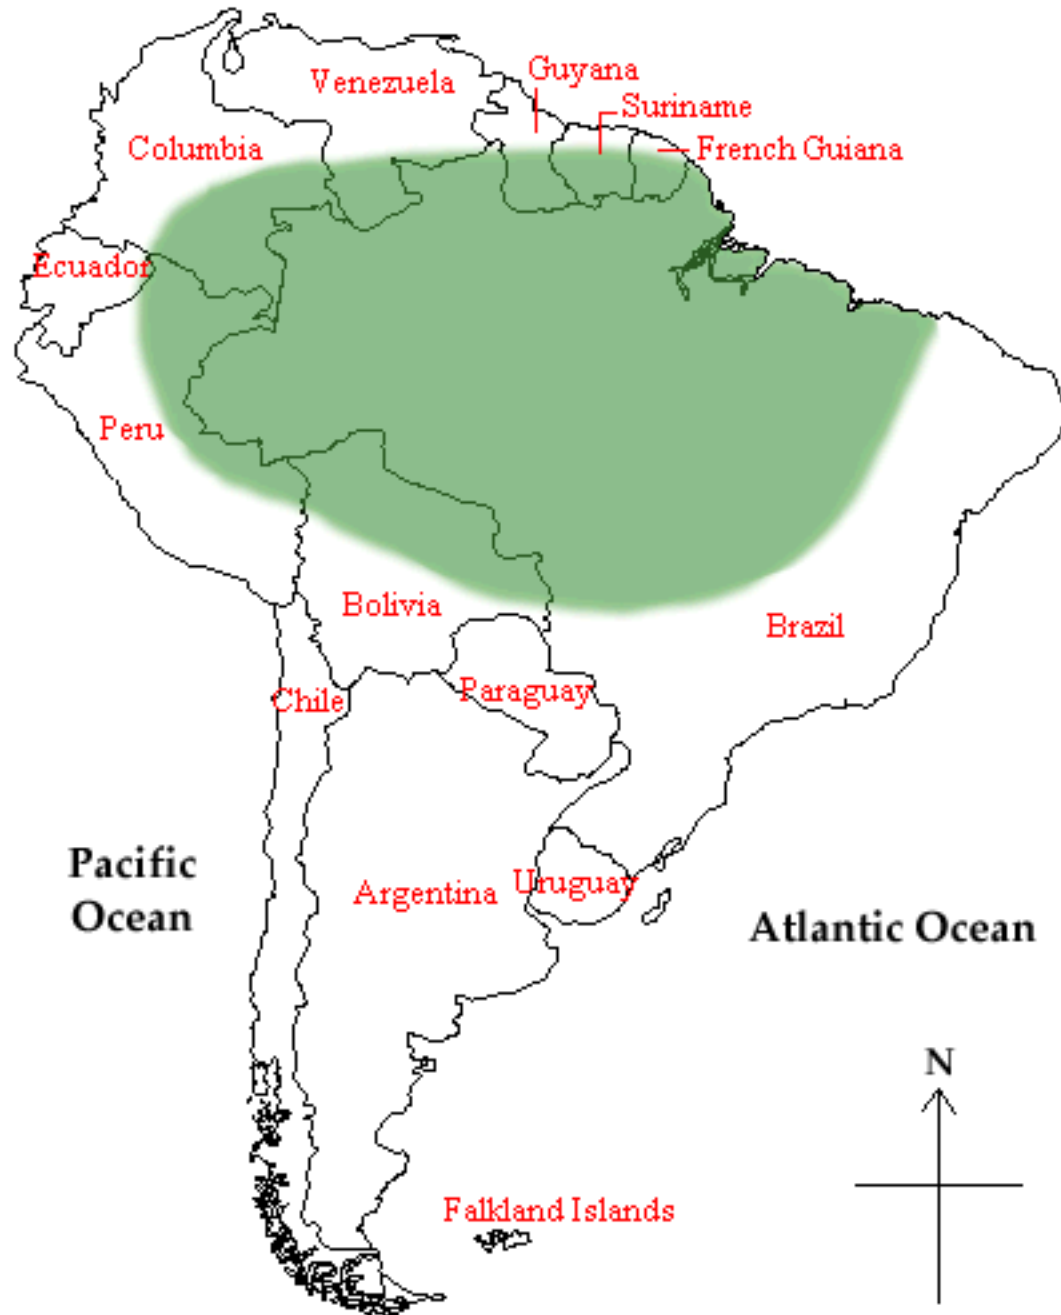 Guyana
Venezuela
Suriname
Columbia
French Guiana
Ecuador
Peru
Bolivia
Brazil
Paraguay
Chile
Pacific
Ocean
Argentina
Uruguay
Atlantic Ocean
N
Falkland Islands